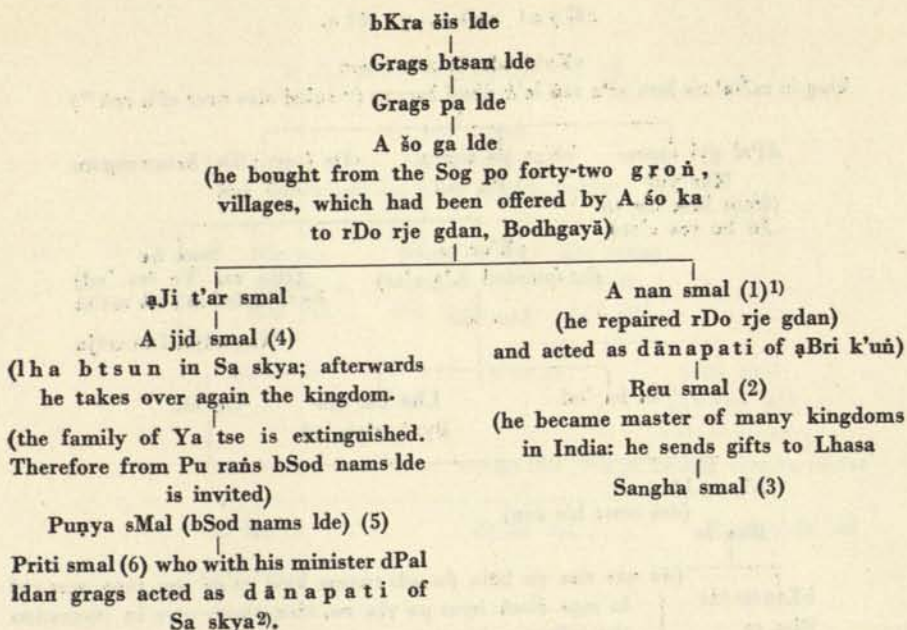 bKra šis lde
Grags btsan lde
Grags pa lde
A šo ga lde
(he bought from the Sog po forty-two groṅ,
villages, which had been offered by A śo ka
to rDo rje gdan, Bodhgayā)
ạJi t'ar smal
A jid smal (4)
(lha btsun in Sa skya; afterwards
he takes over again the kingdom.
(the family of Ya tse is extinguished.
Therefore from Pu raṅs bSod nams lde
is invited)
Puṇya sMal (bSod nams lde) (5)
Priti smal (6) who with his minister dPal
ldan grags acted as dānapati of
Sa skya2).
A nan smal (1)1)
(he repaired rDo rje gdan)
and acted as dānapati of ạBri k'uṅ)
Reu smal (2)
(he became master of many kingdoms
in India: he sends gifts to Lhasa
Sangha smal (3)